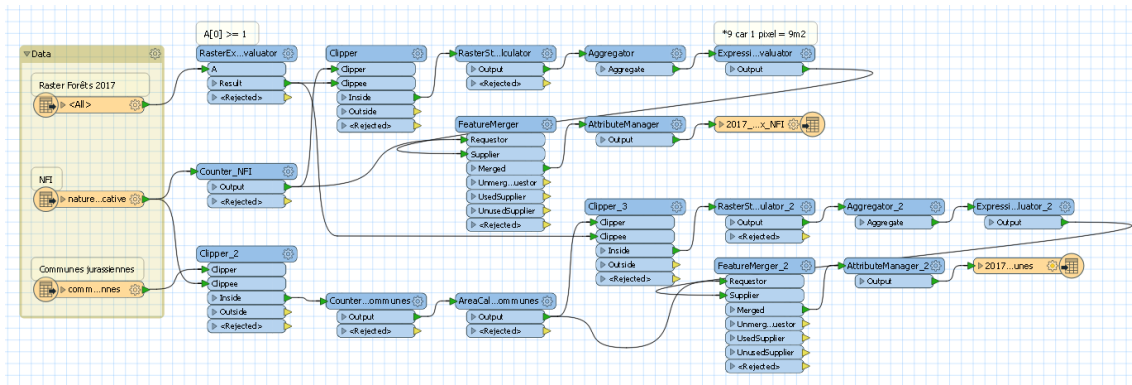 A[0] >= 1
*9 car 1 pixel = 9m2
Data
Raster Forêts 2017
<All>
NFI
nature...cative
Communes jurassiennes
com m...nnes
RasterEx...valuator
A
Result
<Rejected>
Clipper
Clipper
Clippee
Inside
Outside
<Rejected>
RasterSt...lculator
Output
<Rejected>
Aggregator
Aggregate
Expressi...valuator
Output
FeatureMerger
Requestor
Supplier
Merged
Unmerg...uestor
UsedSupplier
UnusedSupplier
<Rejected>
AttributeManager
Output
2017_...x_NFI
Counter_NFI
Output
<Rejected>
Clipper_2
Clipper
Clippee
Inside
Outside
<Rejected>
Counter...ommunes
Output
<Rejected>
AreaCal...ommunes
Output
<Rejected>
Clipper_3
Clipper
Clippee
Inside
Outside
<Rejected>
RasterSt...ulator_2
Output
<Rejected>
Aggregator_2
Aggregate
Expressi...luator_2
Output
FeatureMerger_2
Requestor
Supplier
Merged
Unmerg...uestor
UsedSupplier
UnusedSupplier
<Rejected>
AttributeManager_2
Output
2017...unes